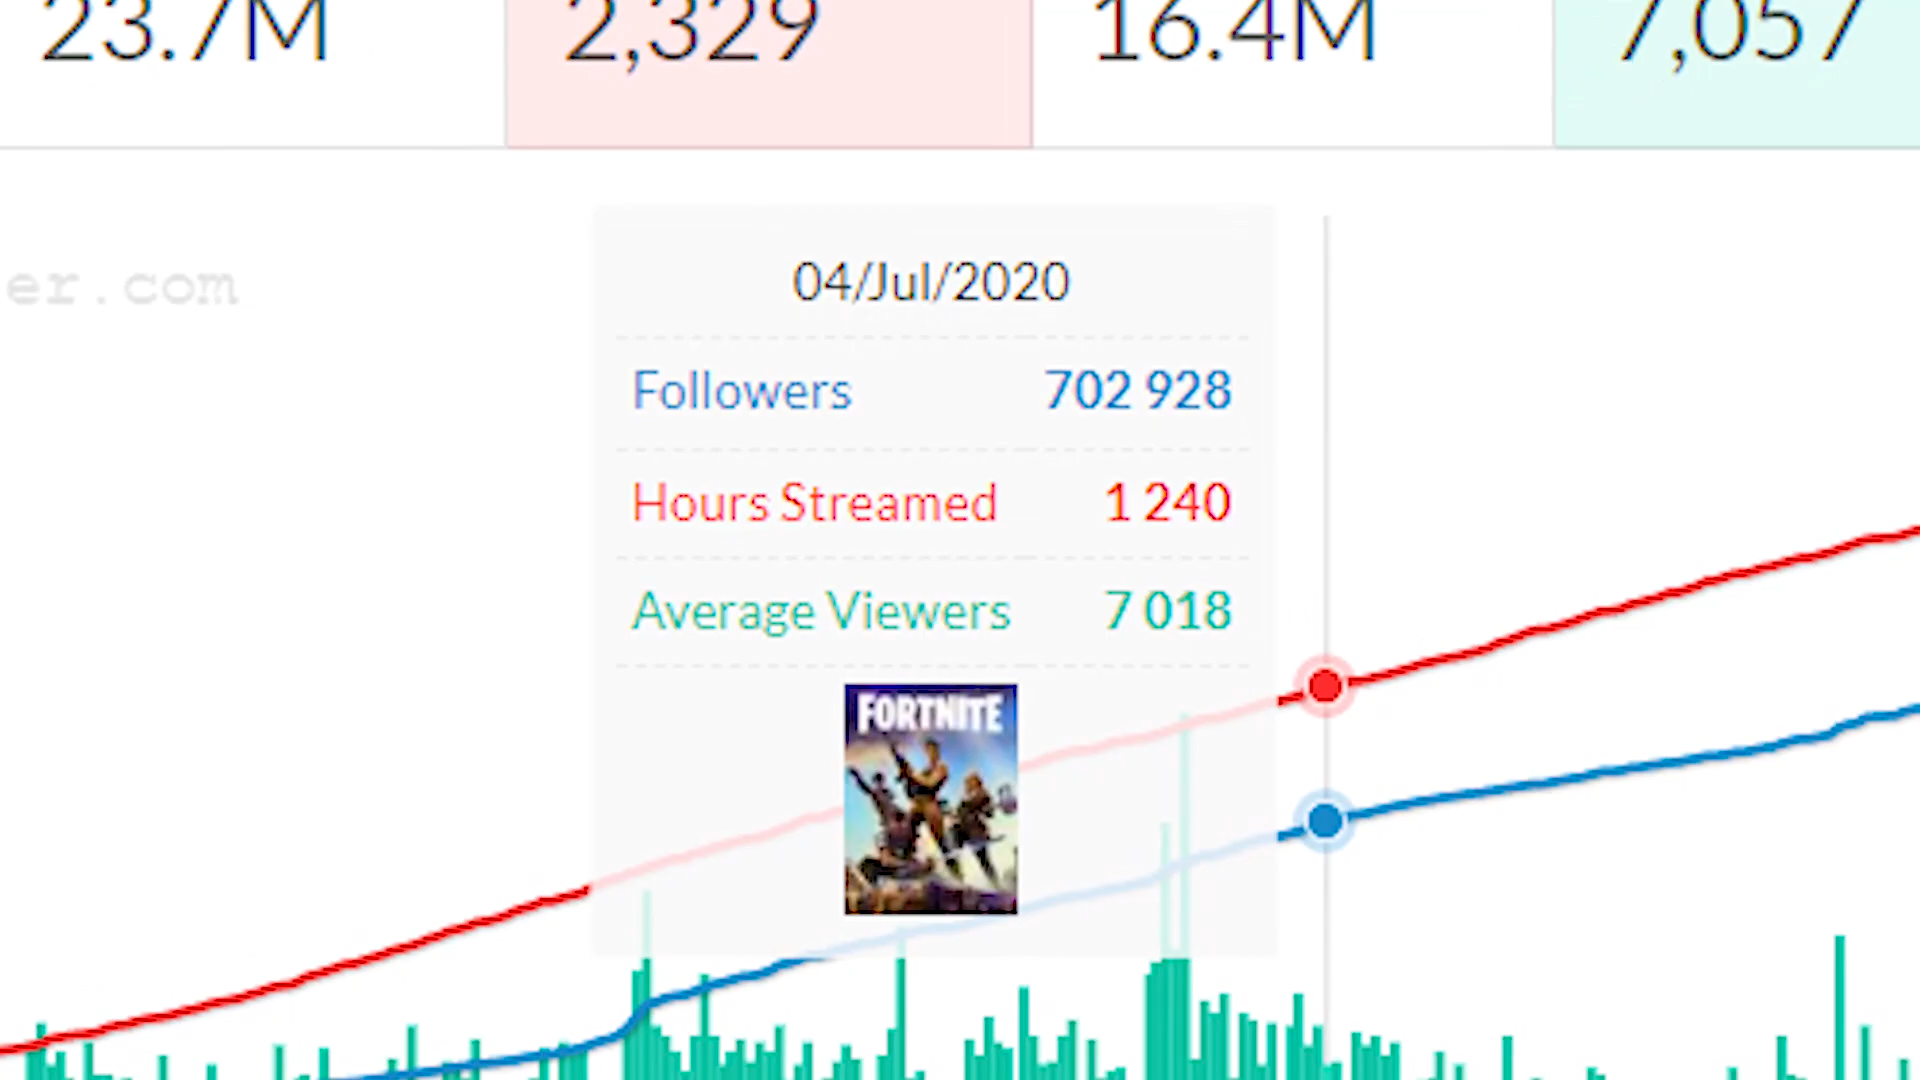 23.7M 2,329 16.4M 7,057
er.com
04/Jul/2020
Followers 702 928
Hours Streamed 1 240
Average Viewers 7 018
FORTNITE